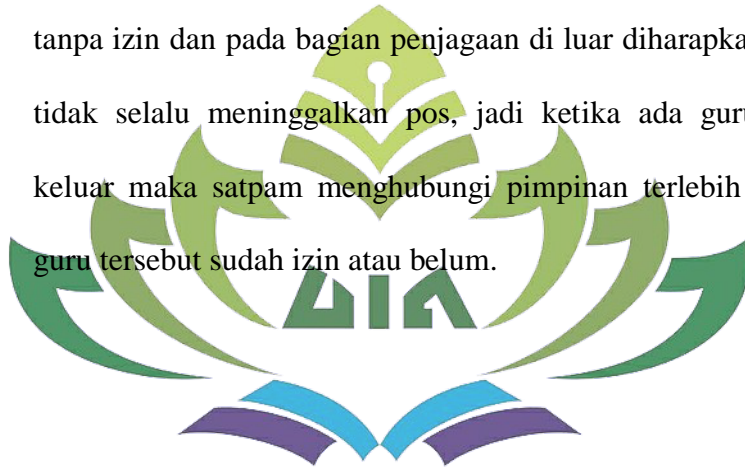 tanpa izin dan pada bagian penjagaan di luar diharapka
tidak selalu meninggalkan pos, jadi ketika ada guru
keluar maka satpam menghubungi pimpinan terlebih
guru tersebut sudah izin atau belum.
UIN